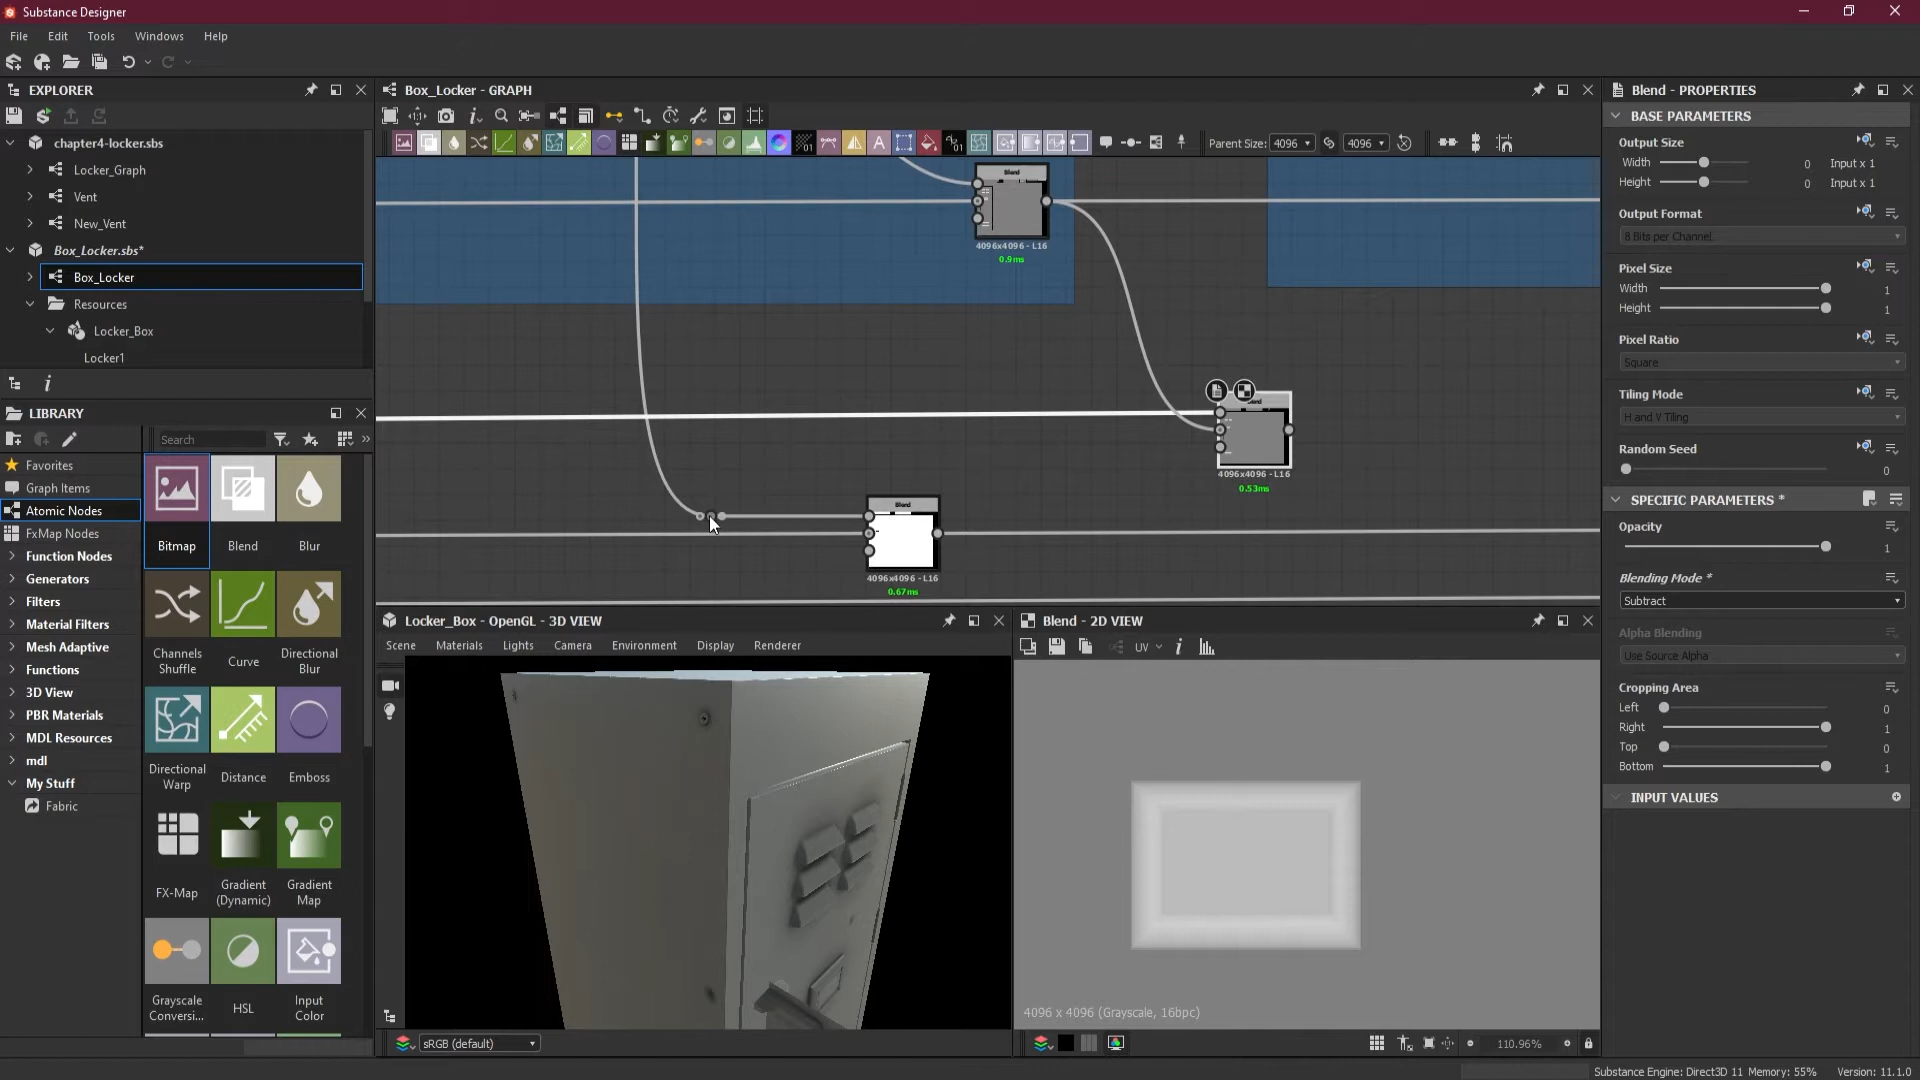 Substance Designer
File Edit Tools Windows Help
EXPLORER
chapter4-locker.sbs
Locker_Graph
Vent
New_Vent
Box_Locker.sbs*
Box_Locker
Resources
Locker_Box
Locker1
LIBRARY
Search
Favorites
Graph Items
Atomic Nodes
FxMap Nodes
Function Nodes
Generators
Filters
Material Filters
Mesh Adaptive
Functions
3D View
PBR Materials
MDL Resources
mdl
My Stuff
Fabric
Bitmap Blend Blur
Channels Shuffle Curve Directional Blur
Directional Warp Distance Emboss
FX-Map Gradient (Dynamic) Gradient Map
Grayscale Conversi... HSL Input Color
Box_Locker - GRAPH
Parent Size: 4096 4096
Blend
4096x4096 - L16
0.9ms
Blend
4096x4096 - L16
0.53ms
Blend
4096x4096 - L16
0.67ms
Locker_Box - OpenGL - 3D VIEW
Scene Materials Lights Camera Environment Display Renderer
sRGB (default)
Blend - 2D VIEW
UV
4096 x 4096 (Grayscale, 16bpc)
110.96%
Blend - PROPERTIES
BASE PARAMETERS
Output Size
Width 0 Input x 1
Height 0 Input x 1
Output Format
8 Bits per Channel
Pixel Size
Width 1
Height 1
Pixel Ratio
Square
Tiling Mode
H and V Tiling
Random Seed
0
SPECIFIC PARAMETERS *
Opacity
1
Blending Mode *
Subtract
Alpha Blending
Use Source Alpha
Cropping Area
Left 0
Right 1
Top 0
Bottom 1
INPUT VALUES
Substance Engine: Direct3D 11 Memory: 55% Version: 11.1.0